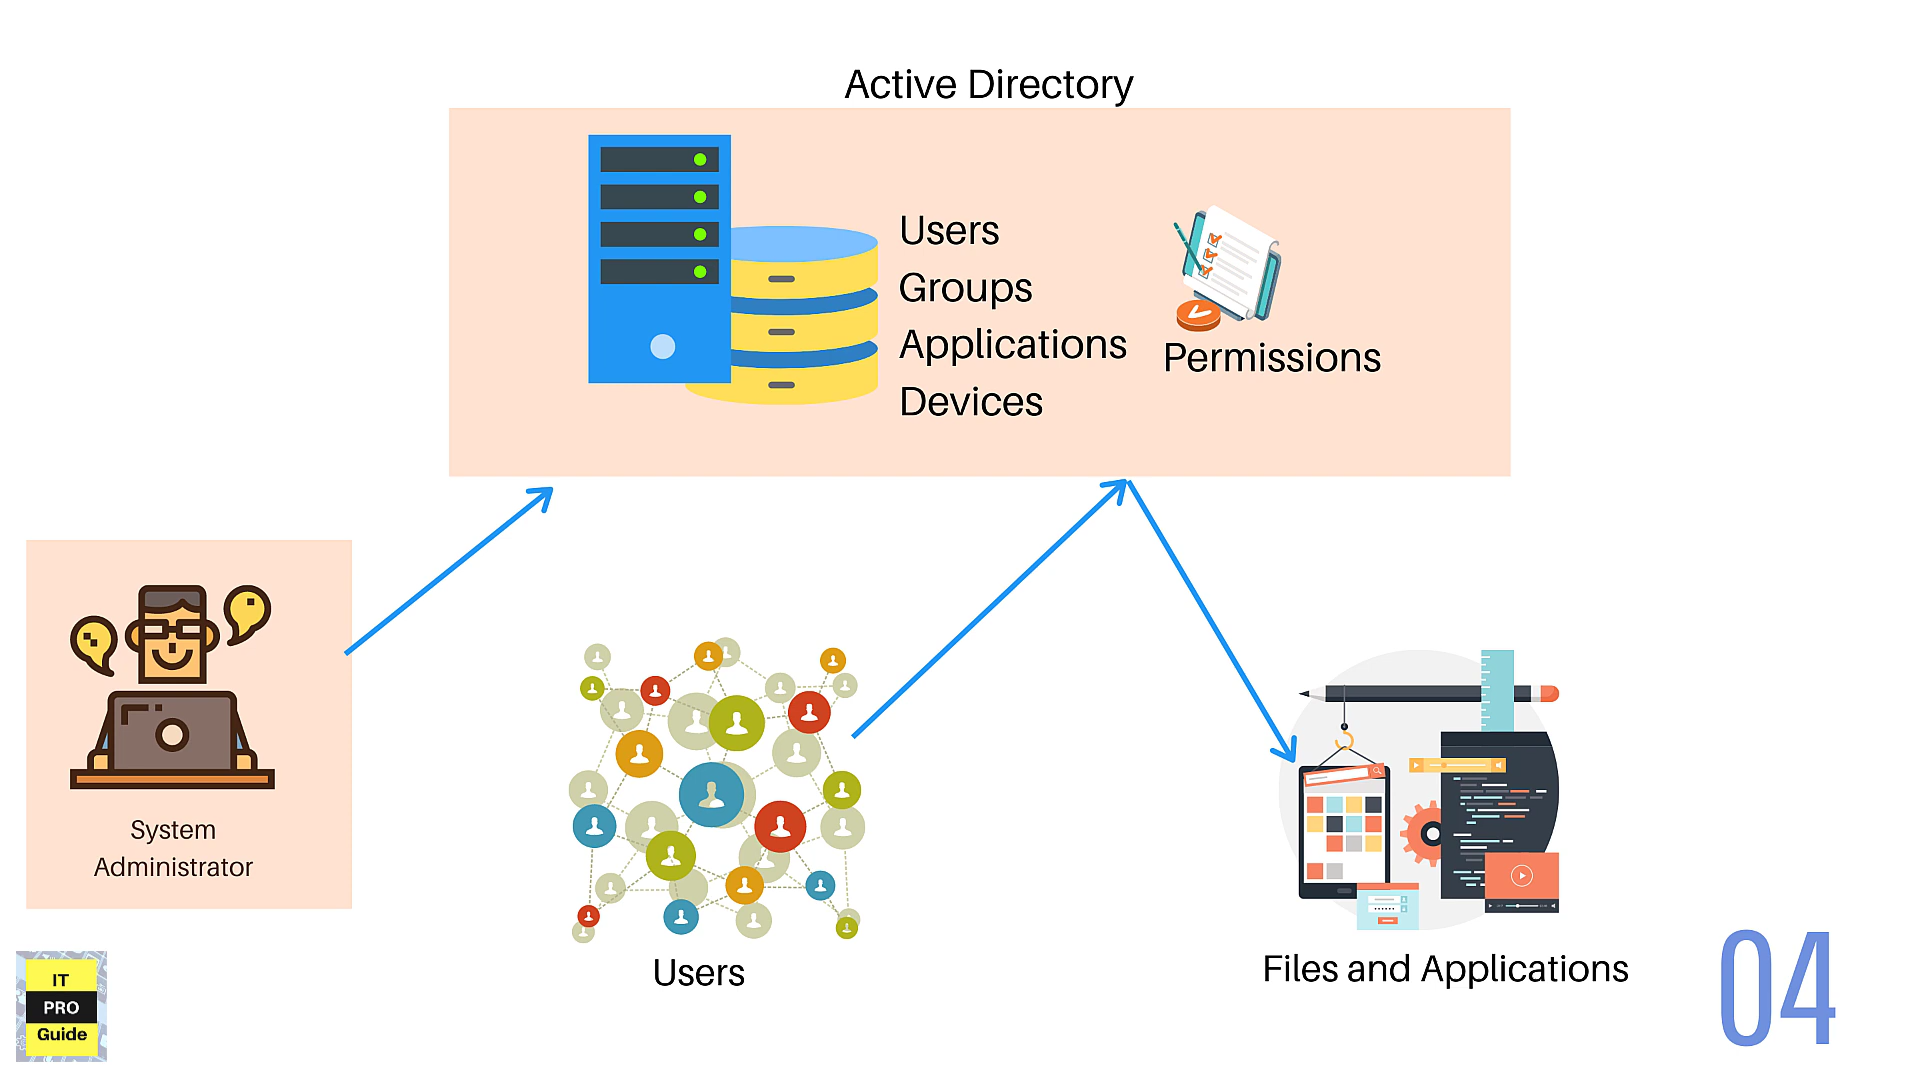 Active Directory
Users
Groups
Applications
Devices
Permissions
System
Administrator
Users
Files and Applications
IT
PRO
Guide
04